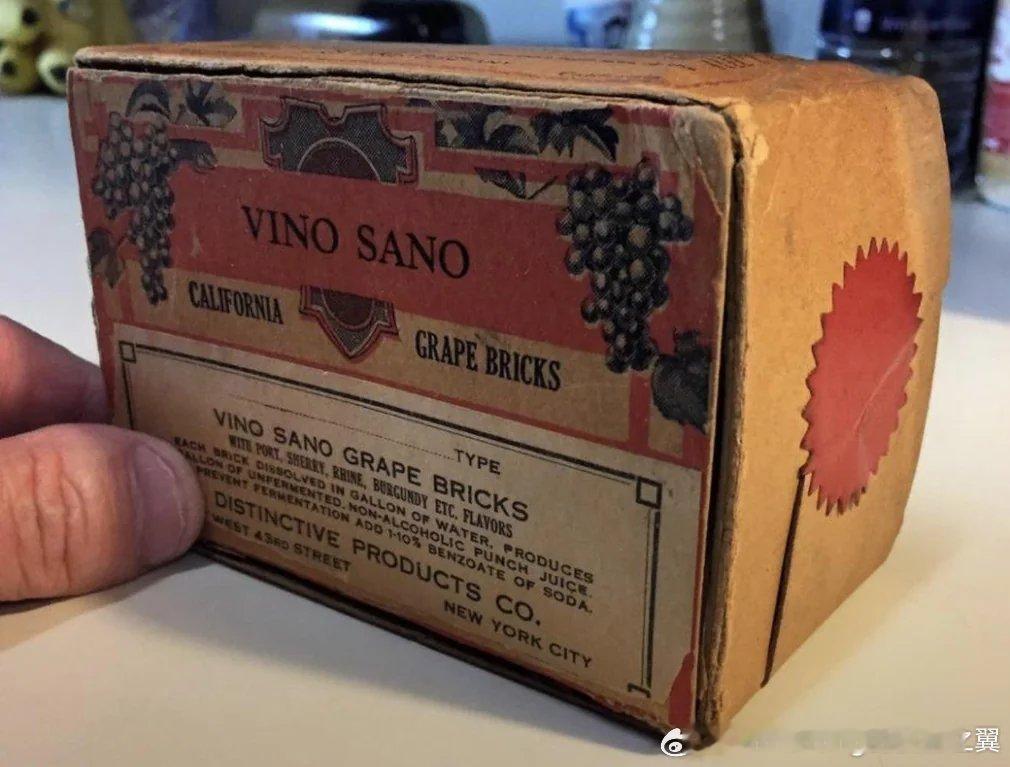 VINO SANO
CALIFORNIA
GRAPE BRICKS
TYPE
VINO SANO GRAPE BRICKS
WITH PORT, SHERRY, RHINE, BURGUNDY ETC. FLAVORS
EACH BRICK DISSOLVED IN GALLON OF WATER, PRODUCES
GALLON OF UNFERMENTED, NON-ALCOHOLIC PUNCH JUICE.
PREVENT FERMENTATION ADD 1-10% BENZOATE OF SODA.
DISTINCTIVE PRODUCTS CO.
WEST 43RD STREET
NEW YORK CITY
翼